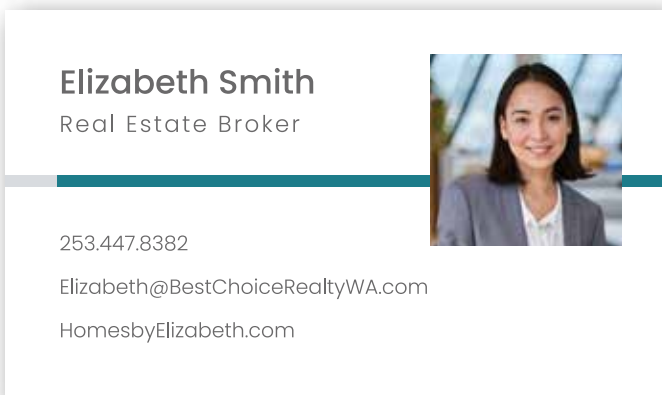 Elizabeth Smith
Real Estate Broker
253.447.8382
Elizabeth@BestChoiceRealtyWA.com
HomesbyElizabeth.com